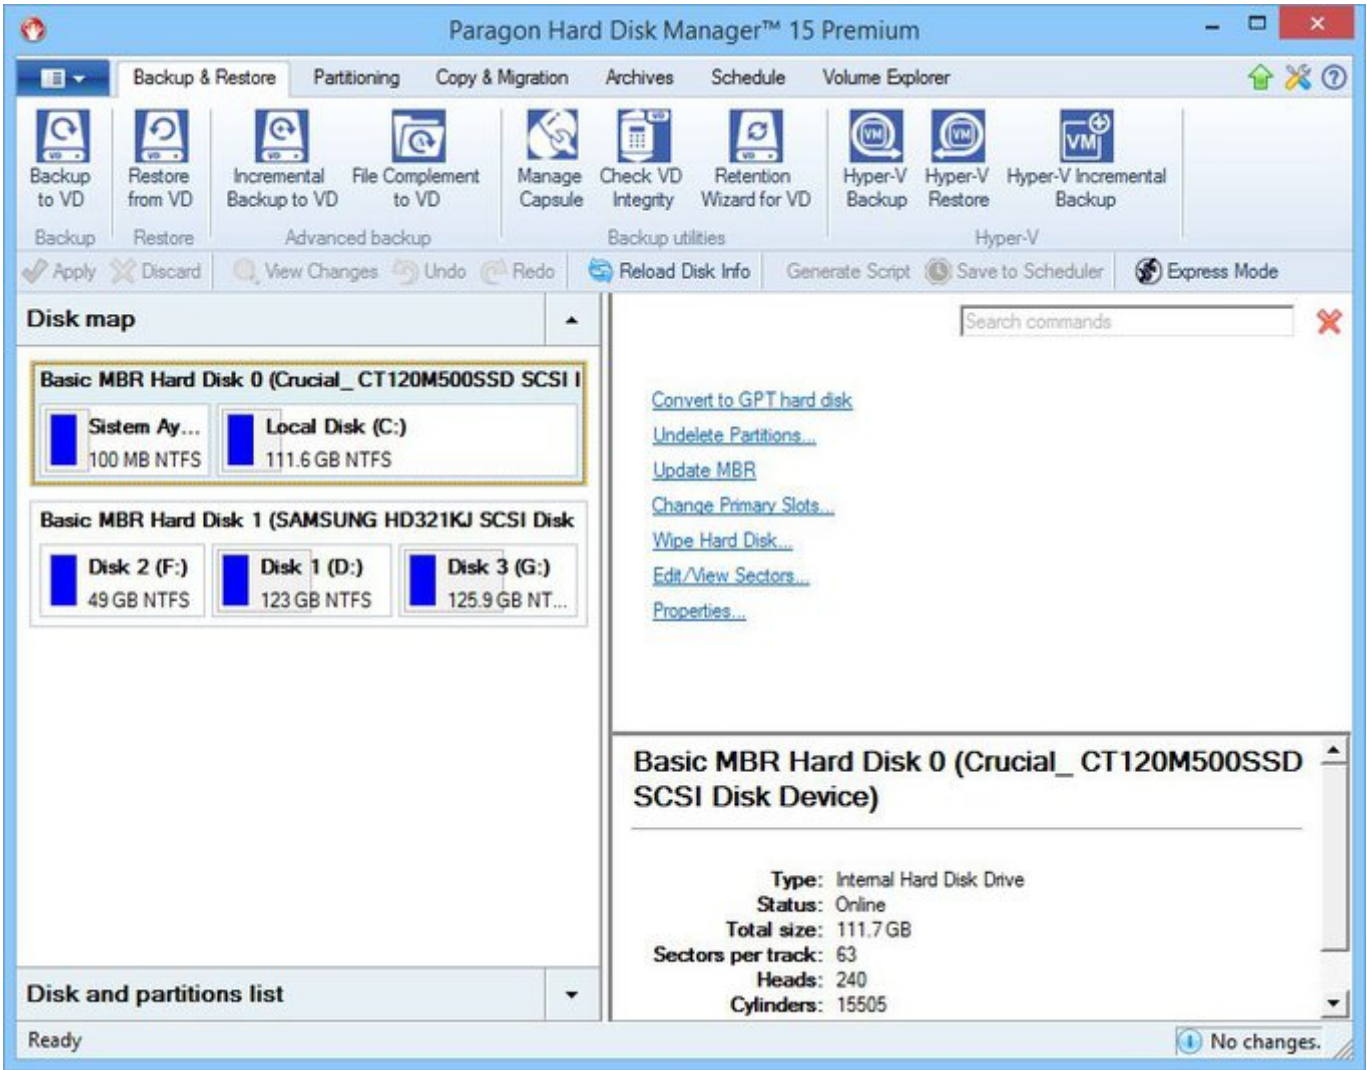 Paragon Hard Disk Manager™ 15 Premium
Backup & Restore Partitioning Copy & Migration Archives Schedule Volume Explorer
Backup to VD
Restore from VD
Incremental Backup to VD
File Complement to VD
Manage Capsule
Check VD Integrity
Retention Wizard for VD
Hyper-V Backup
Hyper-V Restore
Hyper-V Incremental Backup
Backup Restore Advanced backup Backup utilities Hyper-V
Apply Discard View Changes Undo Redo Reload Disk Info Generate Script Save to Scheduler Express Mode
Disk map
Basic MBR Hard Disk 0 (Crucial_ CT120M500SSD SCSI I
Sistem Ay...
100 MB NTFS
Local Disk (C:)
111.6 GB NTFS
Basic MBR Hard Disk 1 (SAMSUNG HD321KJ SCSI Disk
Disk 2 (F:)
49 GB NTFS
Disk 1 (D:)
123 GB NTFS
Disk 3 (G:)
125.9 GB NT...
Disk and partitions list
Search commands
Convert to GPT hard disk
Undelete Partitions...
Update MBR
Change Primary Slots...
Wipe Hard Disk...
Edit/View Sectors...
Properties...
Basic MBR Hard Disk 0 (Crucial_ CT120M500SSD
SCSI Disk Device)
Type: Internal Hard Disk Drive
Status: Online
Total size: 111.7 GB
Sectors per track: 63
Heads: 240
Cylinders: 15505
Ready
No changes.